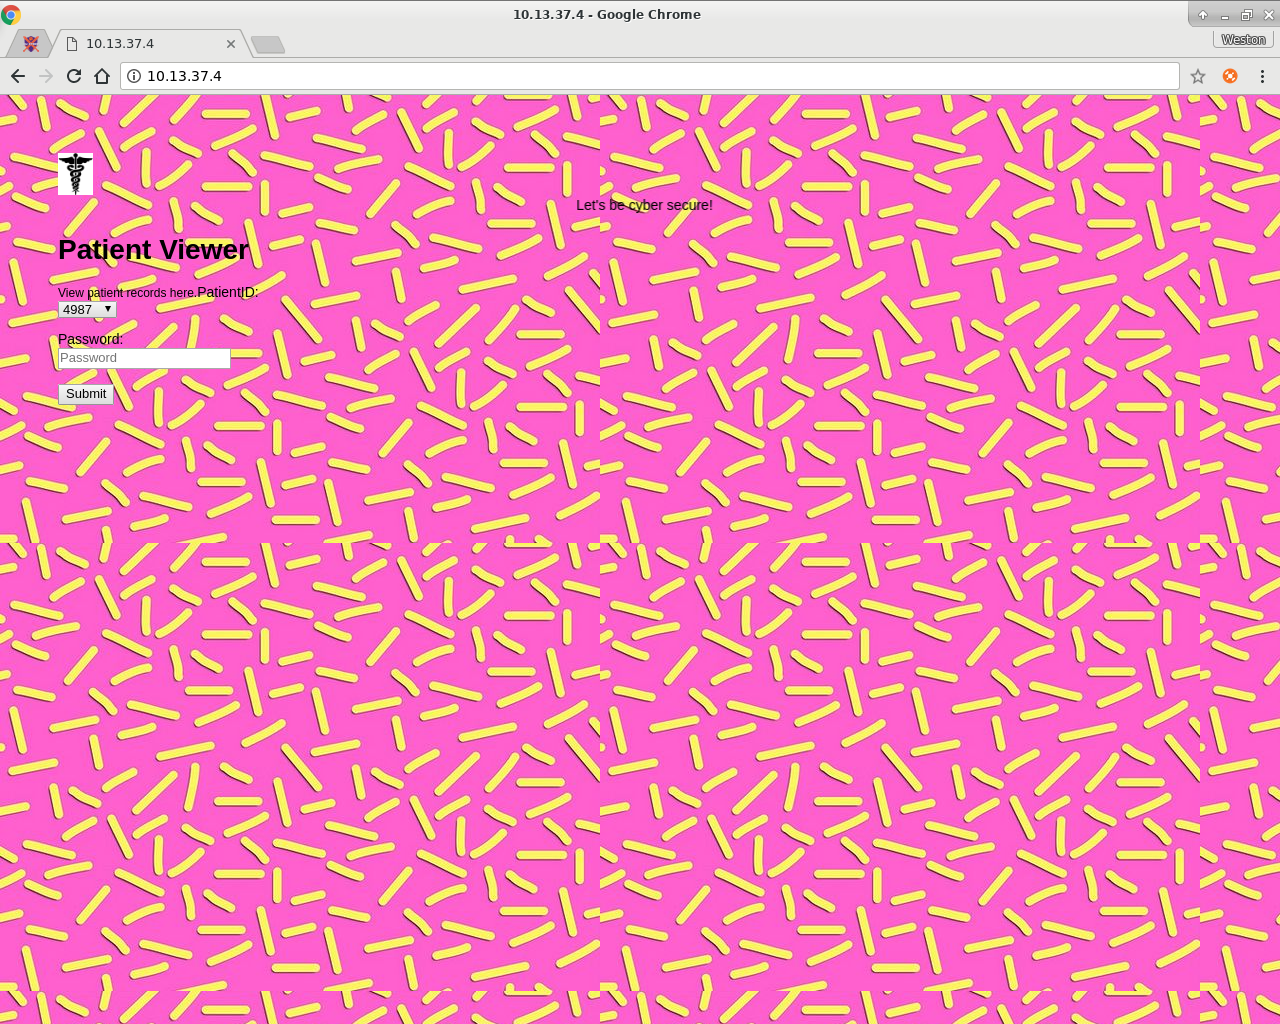 10.13.37.4 - Google Chrome
10.13.37.4
Weston
10.13.37.4
Let's be cyber secure!
Patient Viewer
View patient records here.PatientID:
4987
Password:
Password
Submit